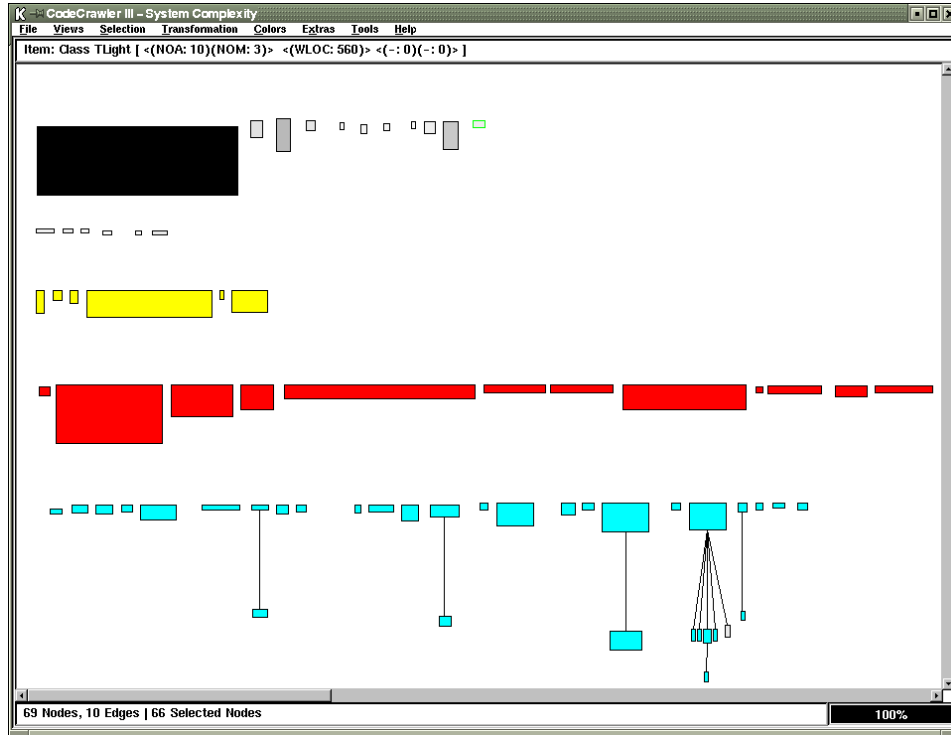 CodeCrawler III – System Complexity
File Views Selection Transformation Colors Extras Tools Help
Item: Class TLight [ <(NOA: 10)(NOM: 3)> <(WLOC: 560)> <(-: 0)(-: 0)> ]
69 Nodes, 10 Edges | 66 Selected Nodes
100%